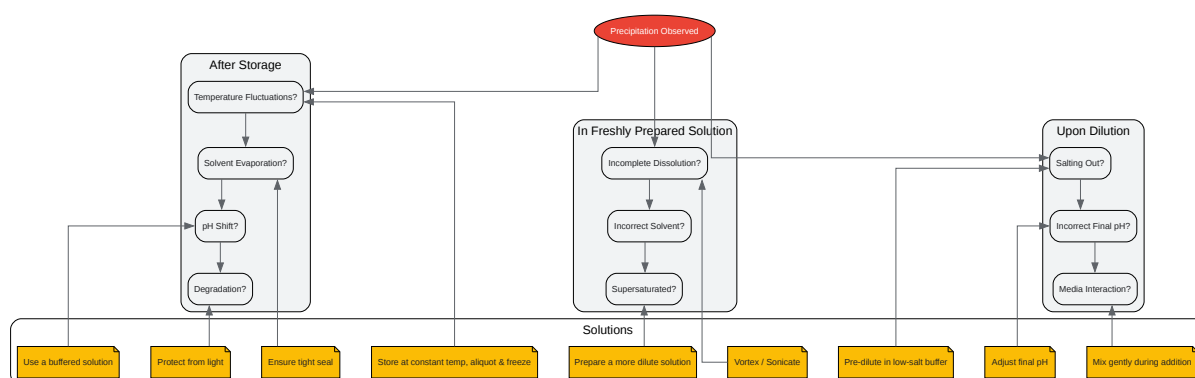 Precipitation Observed
After Storage
Temperature Fluctuations?
Solvent Evaporation?
pH Shift?
Degradation?
In Freshly Prepared Solution
Incomplete Dissolution?
Incorrect Solvent?
Supersaturated?
Upon Dilution
Salting Out?
Incorrect Final pH?
Media Interaction?
Solutions
Use a buffered solution
Protect from light
Ensure tight seal
Store at constant temp, aliquot & freeze
Prepare a more dilute solution
Vortex / Sonicate
Pre-dilute in low-salt buffer
Adjust final pH
Mix gently during addition